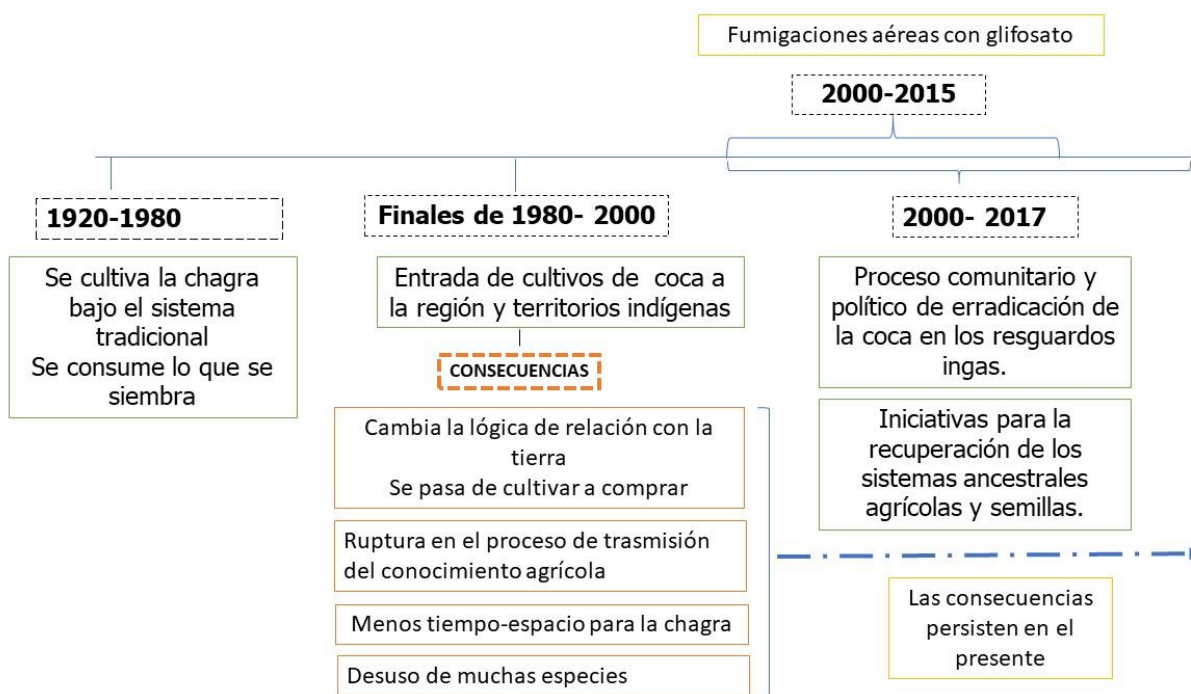 Fumigaciones aéreas con glifosato
2000-2015
1920-1980
Se cultiva la chagra
bajo el sistema
tradicional
Se consume lo que se
siembra
Finales de 1980- 2000
Entrada de cultivos de coca a
la región y territorios indígenas
CONSECUENCIAS
Cambia la lógica de relación con la
tierra
Se pasa de cultivar a comprar
Ruptura en el proceso de trasmisión
del conocimiento agrícola
Menos tiempo-espacio para la chagra
Desuso de muchas especies
2000- 2017
Proceso comunitario y
político de erradicación de
la coca en los resguardos
ingas.
Iniciativas para la
recuperación de los
sistemas ancestrales
agrícolas y semillas.
Las consecuencias
persisten en el
presente